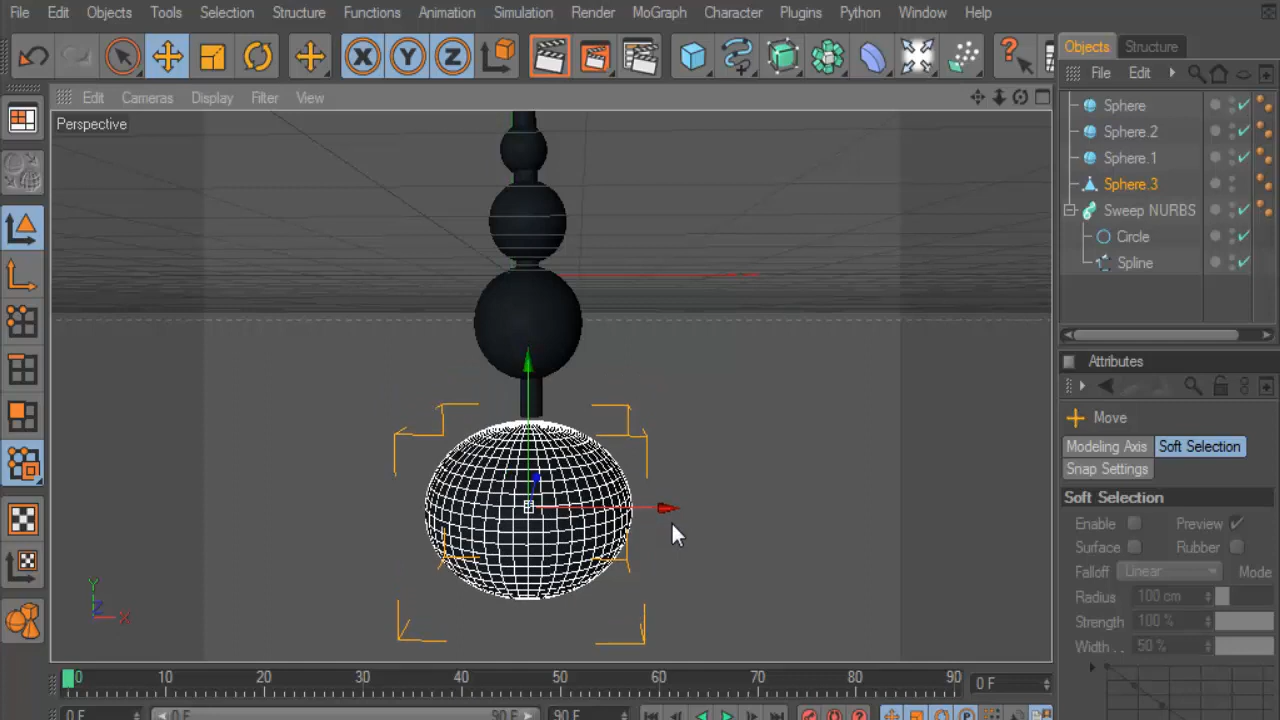 File Edit Objects Tools Selection Structure Functions Animation Simulation Render MoGraph Character Plugins Python Window Help
X Y Z ?
Objects Structure
File Edit
Edit Cameras Display Filter View
Perspective
Sphere
Sphere.2
Sphere.1
Sphere.3
Sweep NURBS
Circle
Spline
Attributes
Move
Modeling Axis Soft Selection
Snap Settings
Soft Selection
Enable Preview
Surface Rubber
Falloff Linear Mode
Radius 100 cm
Strength 100 %
Width . . 50 %
Y
Z X
0 10 20 30 40 50 60 70 80 90 0 F
0 F 0 F 90 F 90 F